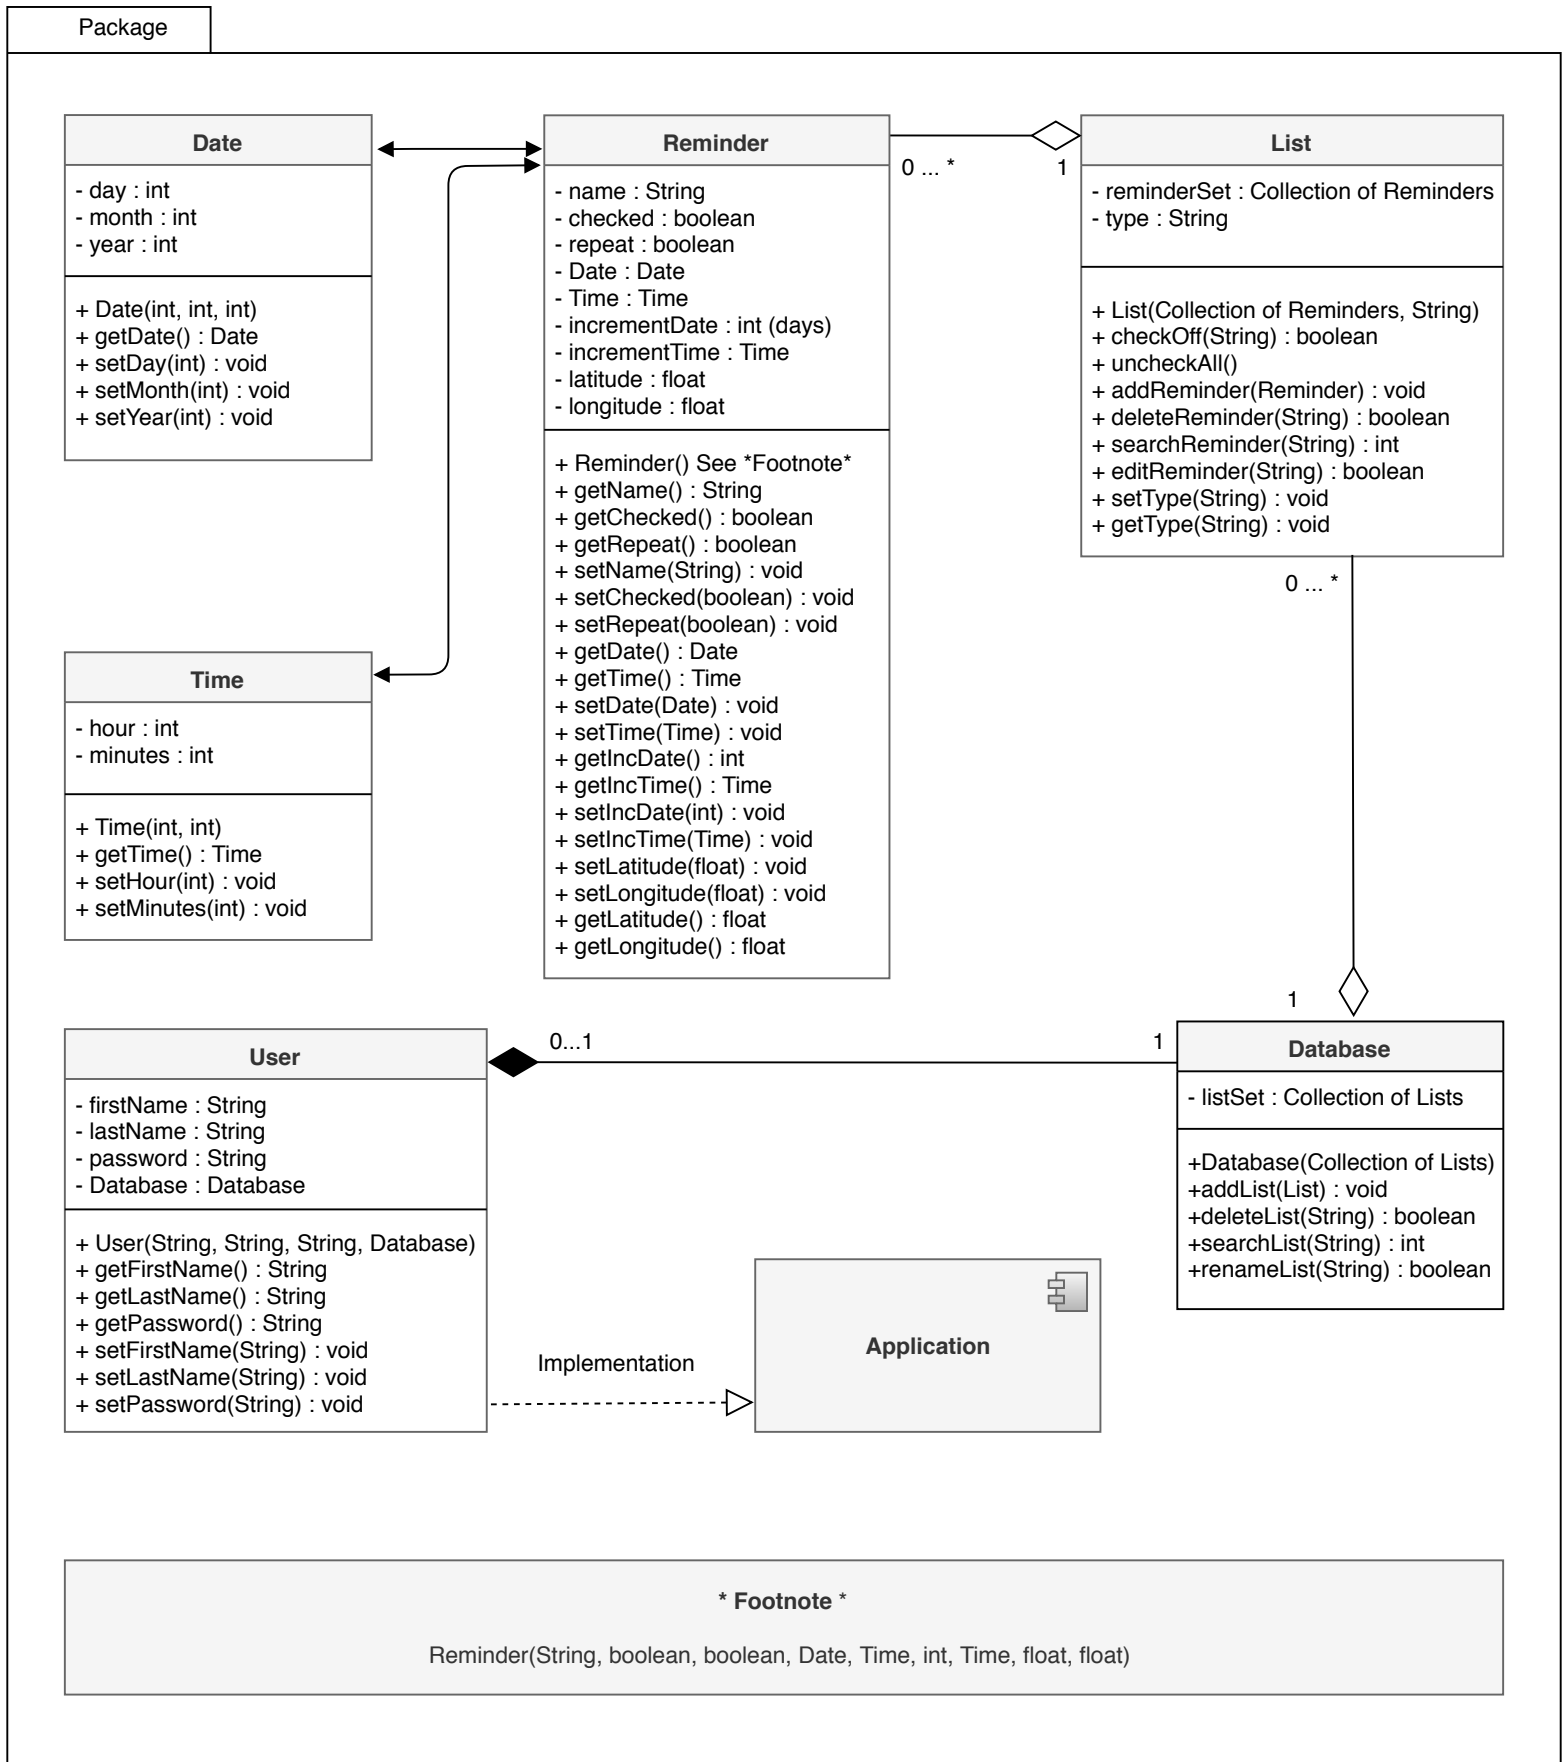 Package
Date
- day : int
- month : int
- year : int
+ Date(int, int, int)
+ getDate() : Date
+ setDay(int) : void
+ setMonth(int) : void
+ setYear(int) : void
Reminder
- name : String
- checked : boolean
- repeat : boolean
- Date : Date
- Time : Time
- incrementDate : int (days)
- incrementTime : Time
- latitude : float
- longitude : float
+ Reminder() See *Footnote*
+ getName() : String
+ getChecked() : boolean
+ getRepeat() : boolean
+ setName(String) : void
+ setChecked(boolean) : void
+ setRepeat(boolean) : void
+ getDate() : Date
+ getTime() : Time
+ setDate(Date) : void
+ setTime(Time) : void
+ getIncDate() : int
+ getIncTime() : Time
+ setIncDate(int) : void
+ setIncTime(Time) : void
+ setLatitude(float) : void
+ setLongitude(float) : void
+ getLatitude() : float
+ getLongitude() : float
0 ... *
1
List
- reminderSet : Collection of Reminders
- type : String
+ List(Collection of Reminders, String)
+ checkOff(String) : boolean
+ uncheckAll()
+ addReminder(Reminder) : void
+ deleteReminder(String) : boolean
+ searchReminder(String) : int
+ editReminder(String) : boolean
+ setType(String) : void
+ getType(String) : void
0 ... *
1
Time
- hour : int
- minutes : int
+ Time(int, int)
+ getTime() : Time
+ setHour(int) : void
+ setMinutes(int) : void
User
- firstName : String
- lastName : String
- password : String
- Database : Database
+ User(String, String, String, Database)
+ getFirstName() : String
+ getLastName() : String
+ getPassword() : String
+ setFirstName(String) : void
+ setLastName(String) : void
+ setPassword(String) : void
0...1
1
Database
- listSet : Collection of Lists
+Database(Collection of Lists)
+addList(List) : void
+deleteList(String) : boolean
+searchList(String) : int
+renameList(String) : boolean
Implementation
Application
* Footnote *
Reminder(String, boolean, boolean, Date, Time, int, Time, float, float)